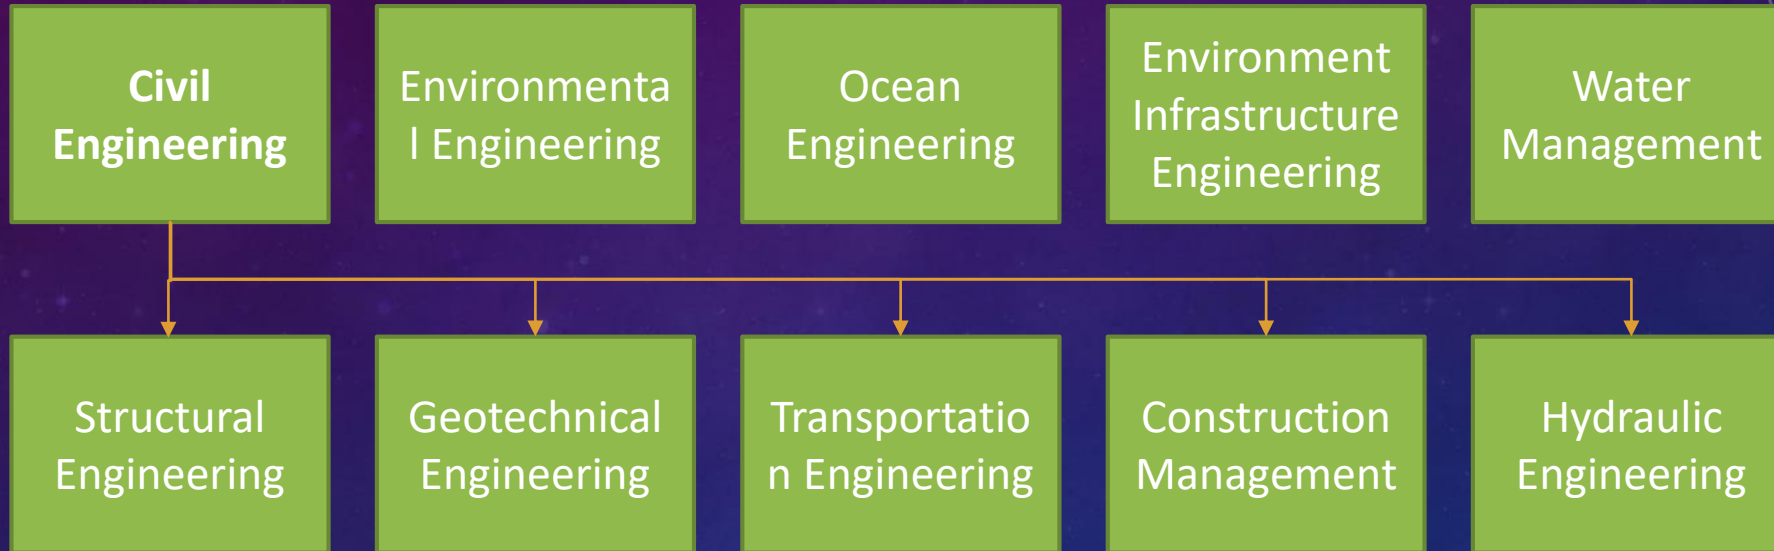 Civil
Engineering
Environmenta
l Engineering
Ocean
Engineering
Environment
Infrastructure
Engineering
Water
Management
Structural
Engineering
Geotechnical
Engineering
Transportatio
n Engineering
Construction
Management
Hydraulic
Engineering